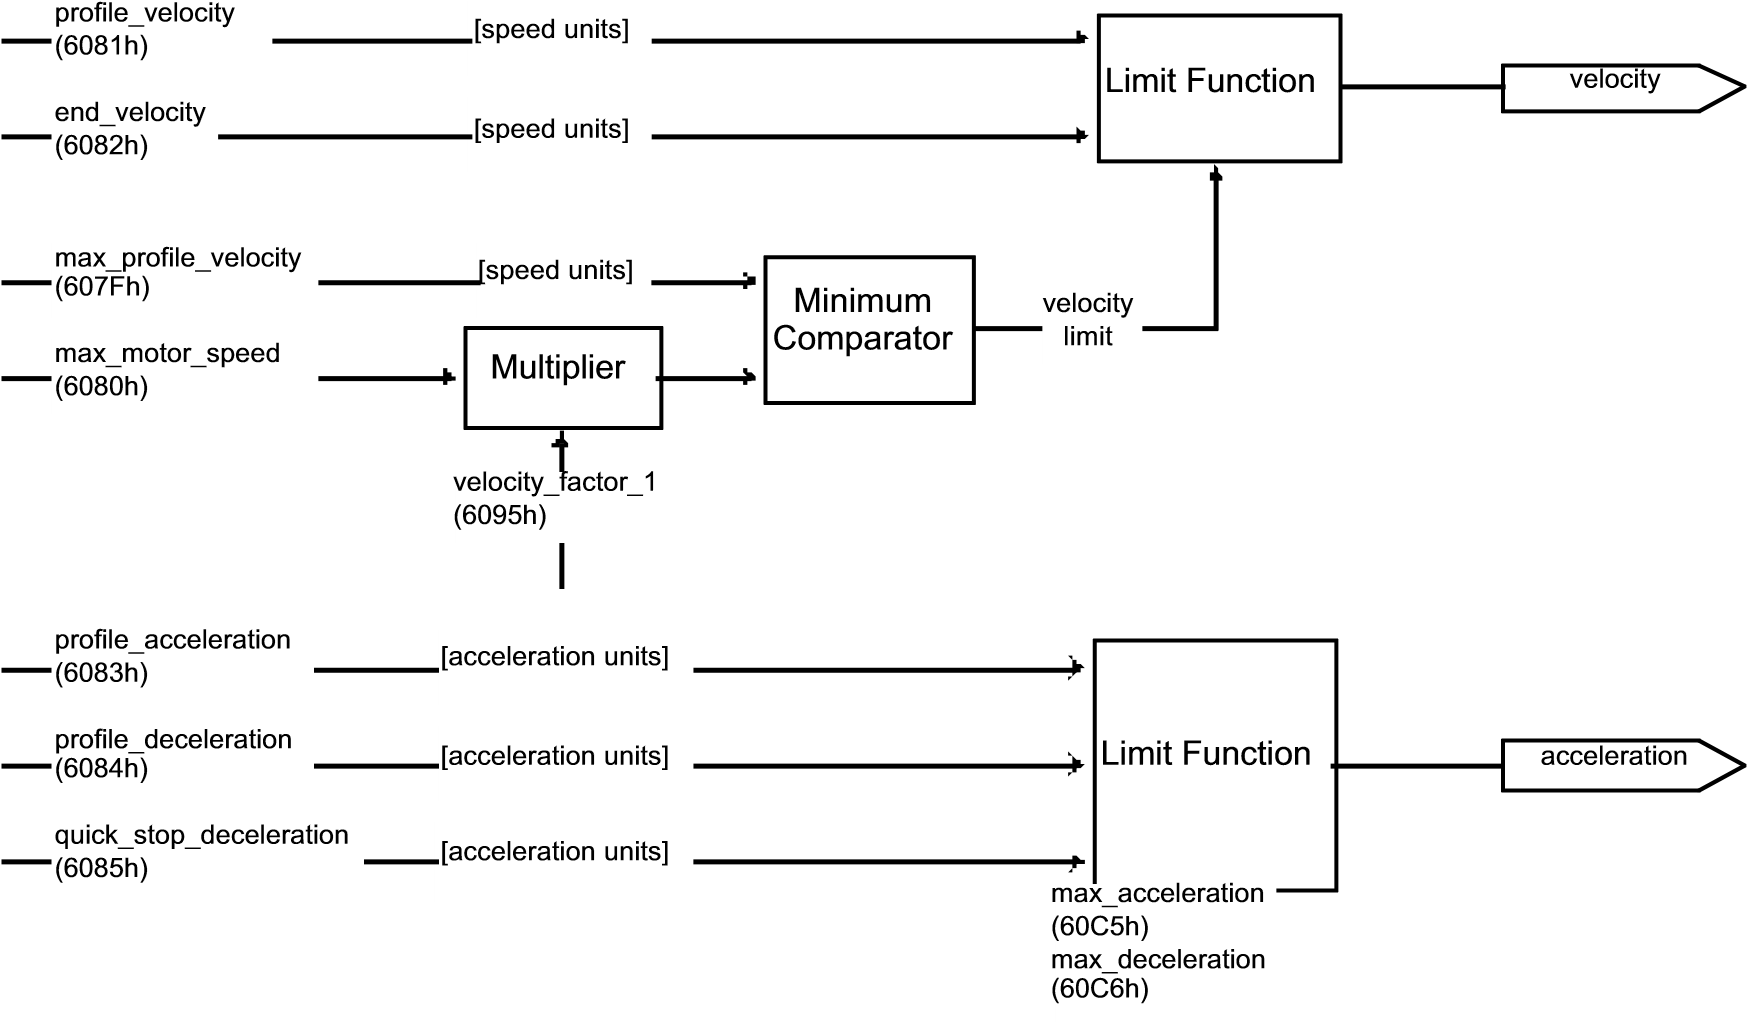 profile_velocity
(6081h)
[speed units]
Limit Function
velocity
end_velocity
(6082h)
[speed units]
max_profile_velocity
(607Fh)
[speed units]
Minimum
Comparator
velocity
limit
max_motor_speed
(6080h)
Multiplier
velocity_factor_1
(6095h)
profile_acceleration
(6083h)
[acceleration units]
profile_deceleration
(6084h)
[acceleration units]
Limit Function
acceleration
quick_stop_deceleration
(6085h)
[acceleration units]
max_acceleration
(60C5h)
max_deceleration
(60C6h)